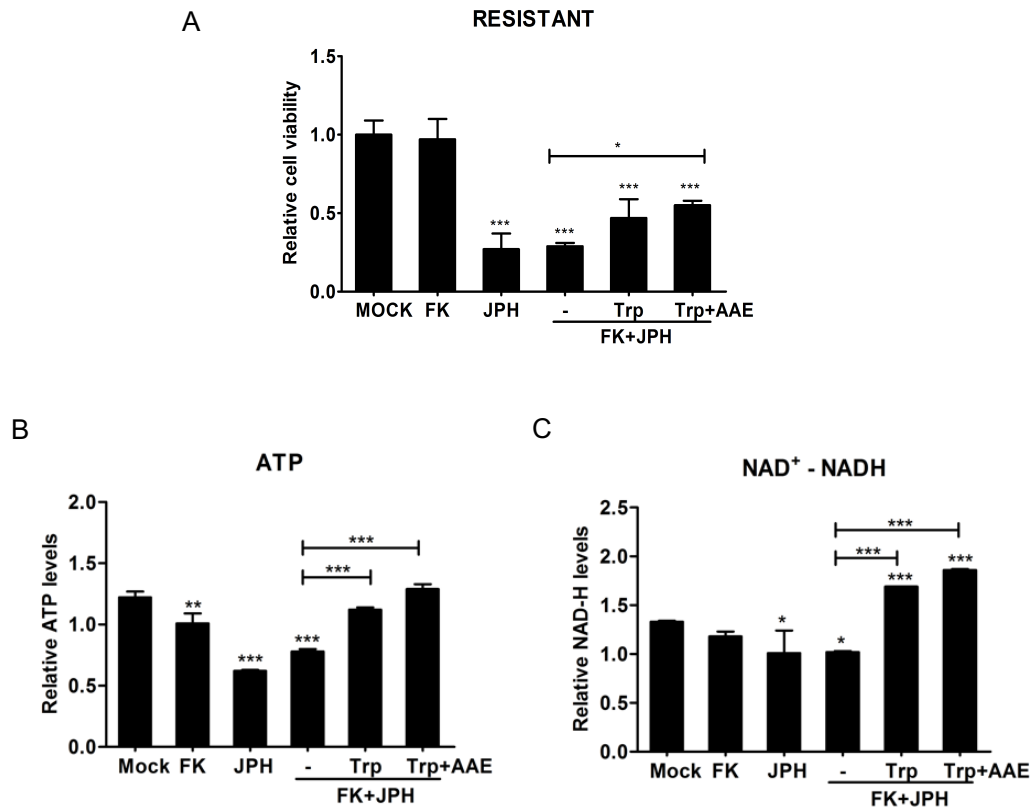 A
RESISTANT
Relative cell viability
1.5
1.0
0.5
0.0
*
***
***
***
***
MOCK FK JPH - Trp Trp+AAE
FK+JPH
B
ATP
Relative ATP levels
2.0
1.5
1.0
0.5
0.0
***
***
**
***
***
Mock FK JPH - Trp Trp+AAE
FK+JPH
C
NAD+ - NADH
Relative NAD-H levels
2.5
2.0
1.5
1.0
0.5
0.0
***
***
***
***
*
*
Mock FK JPH - Trp Trp+AAE
FK+JPH